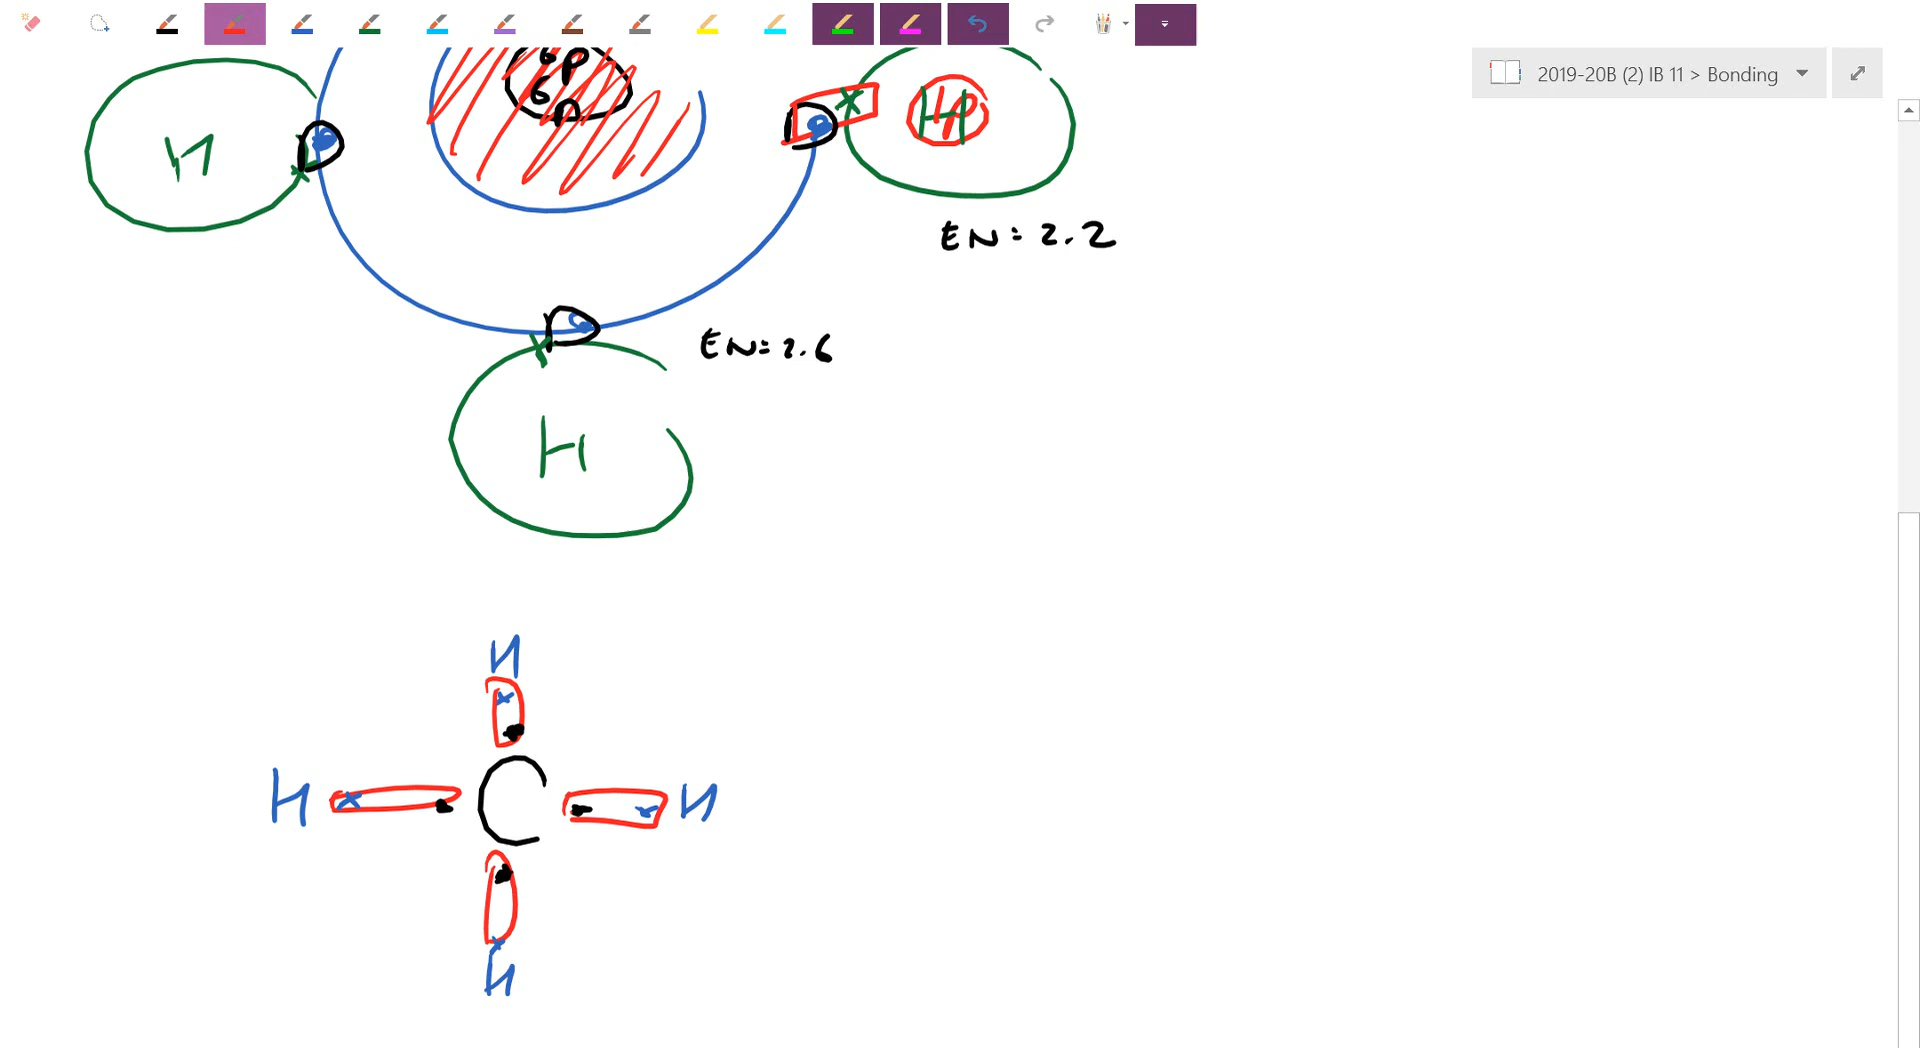 2019-20B (2) IB 11 > Bonding
6P
6n
H
H
EN = 2.2
EN = 2.6
H
H
H C H
H